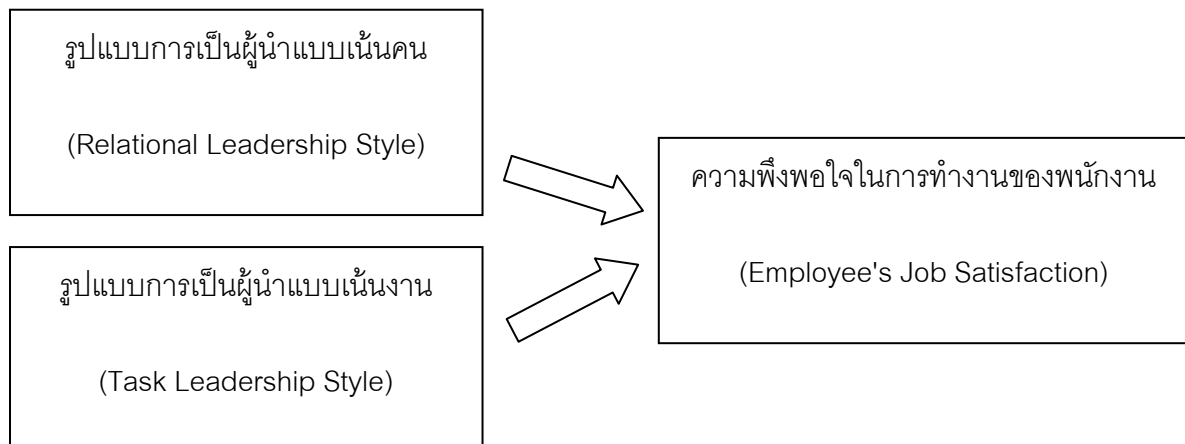 รูปแบบการเป็นผู้นำแบบเน้นคน
(Relational Leadership Style)
รูปแบบการเป็นผู้นำแบบเน้นงาน
(Task Leadership Style)
ความพึงพอใจในการทำงานของพนักงาน
(Employee's Job Satisfaction)